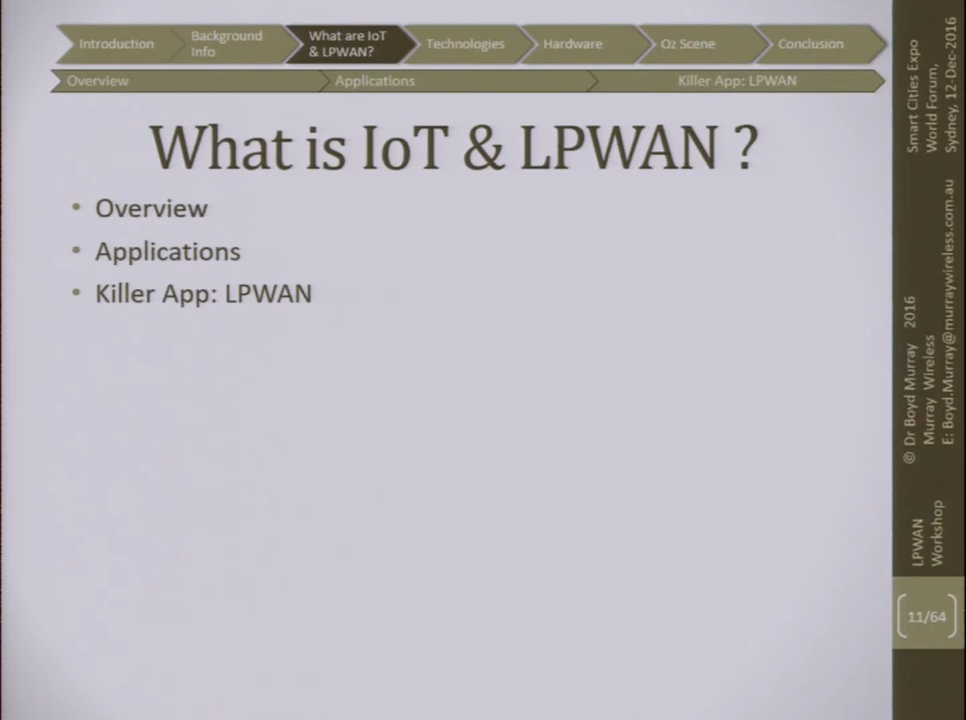 Introduction
Background
Info
What are IoT
& LPWAN?
Technologies
Hardware
Oz Scene
Conclusion
Overview
Applications
Killer App: LPWAN
What is IoT & LPWAN ?
• Overview
• Applications
• Killer App: LPWAN
Smart Cities Expo
World Forum,
Sydney, 12-Dec-2016
© Dr Boyd Murray 2016
Murray Wireless
E: Boyd.Murray@murraywireless.com.au
LPWAN
Workshop
11/64